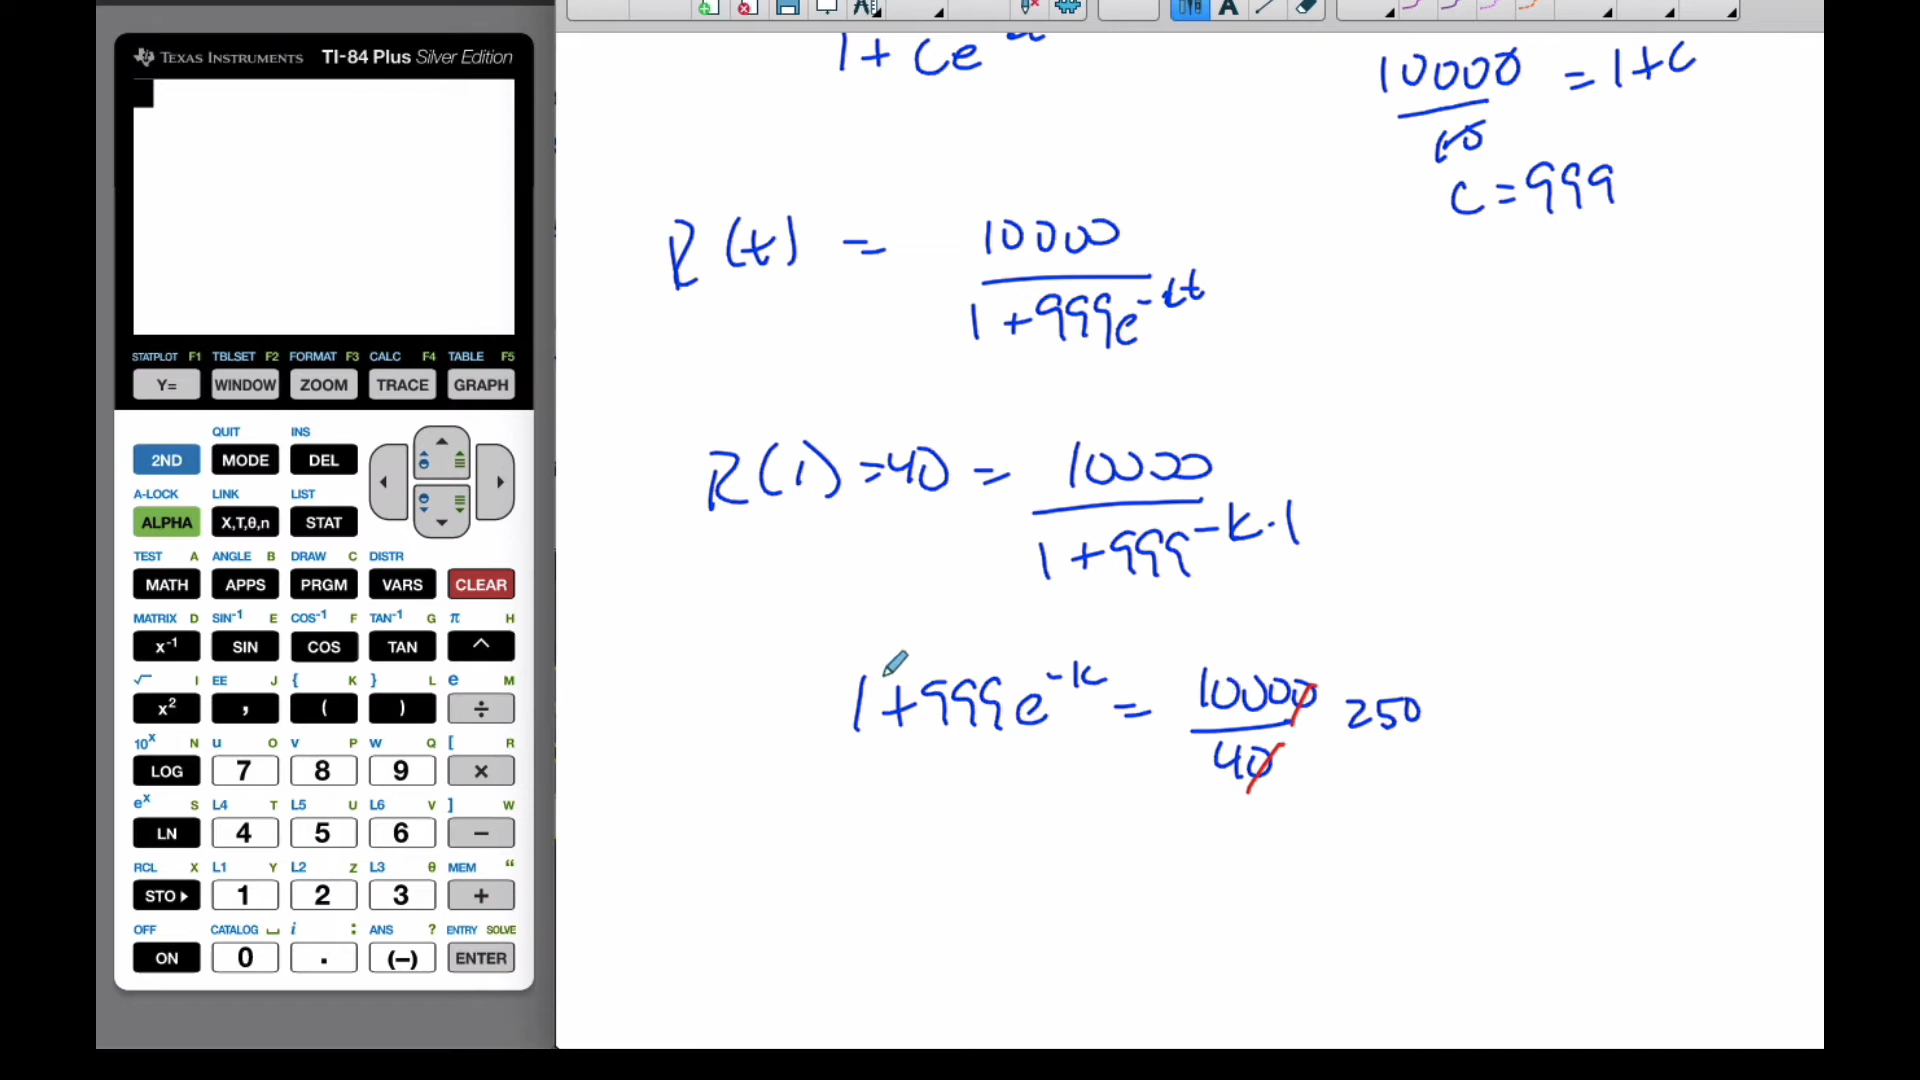 TEXAS INSTRUMENTS TI-84 Plus Silver Edition
STATPLOT F1 TBLSET F2 FORMAT F3 CALC F4 TABLE F5
Y= WINDOW ZOOM TRACE GRAPH
QUIT INS
2ND MODE DEL
A-LOCK LINK LIST
ALPHA X,T,θ,n STAT
TEST A ANGLE B DRAW C DISTR
MATH APPS PRGM VARS CLEAR
MATRIX D SIN⁻¹ E COS⁻¹ F TAN⁻¹ G π H
x⁻¹ SIN COS TAN ^
√ I EE J { K } L e M
x² , ( ) ÷
10ˣ N u O v P w Q [ R
LOG 7 8 9 ×
eˣ S L4 T L5 U L6 V ] W
LN 4 5 6 −
RCL X L1 Y L2 Z L3 θ MEM "
STO▸ 1 2 3 +
OFF CATALOG ⎵ i : ANS ? ENTRY SOLVE
ON 0 . (−) ENTER
1+Ce
10000/10 = 1+C
C=999
R(t) = 10000/1+999e^-kt
R(1)=40 = 10000/1+999^-k·1
1+999e^-k = 10000/40 250